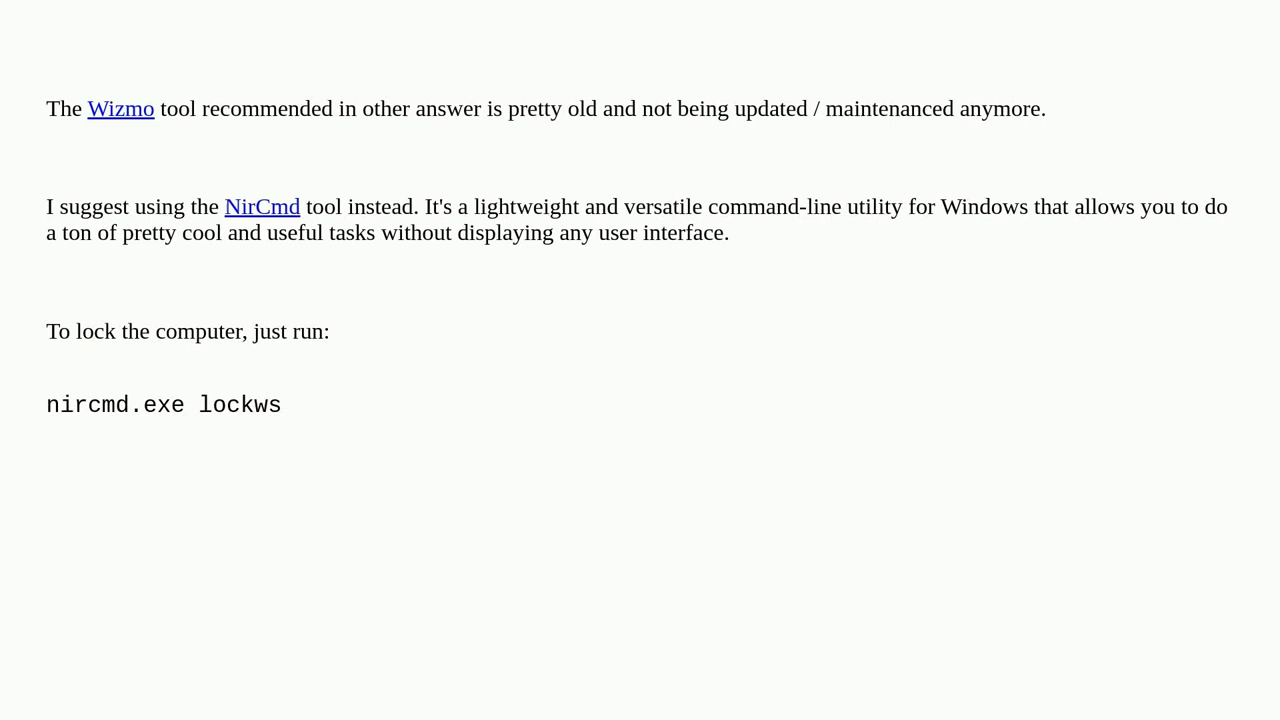 The Wizmo tool recommended in other answer is pretty old and not being updated / maintenanced anymore.
I suggest using the NirCmd tool instead. It's a lightweight and versatile command-line utility for Windows that allows you to do
a ton of pretty cool and useful tasks without displaying any user interface.
To lock the computer, just run:
nircmd.exe lockws